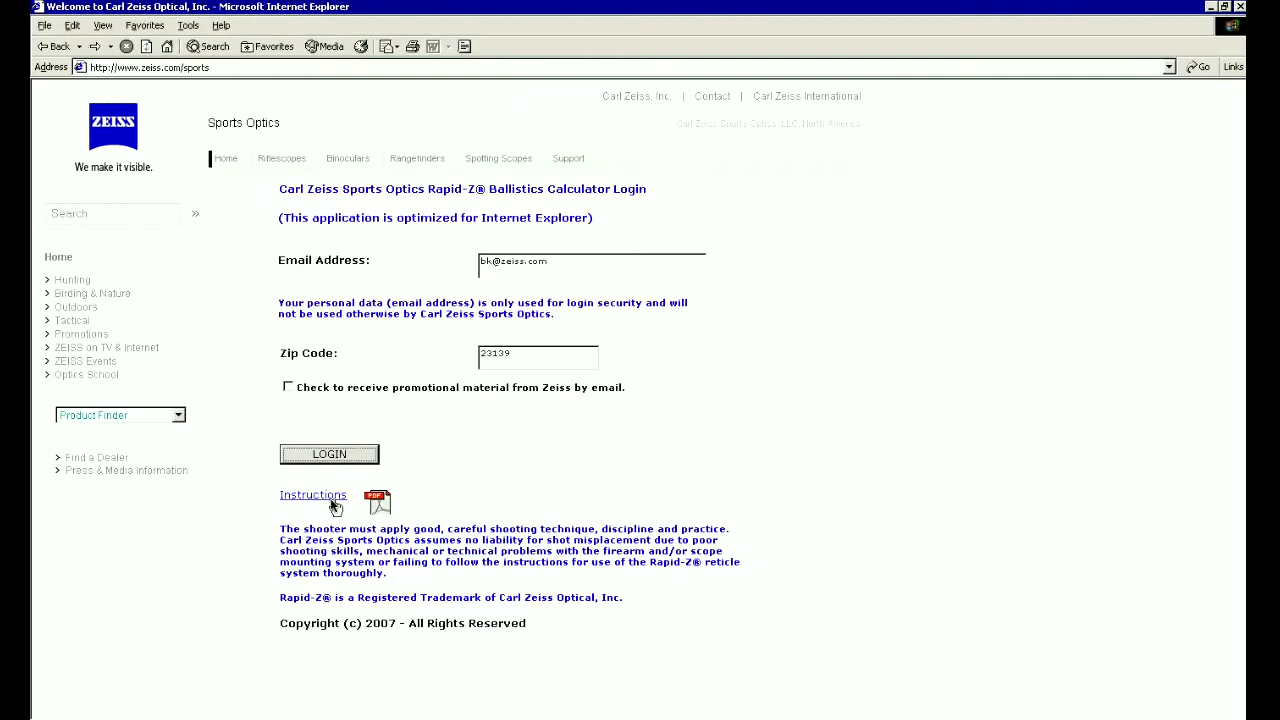 Welcome to Carl Zeiss Optical, Inc. - Microsoft Internet Explorer
File Edit View Favorites Tools Help
Back Search Favorites Media
Address http://www.zeiss.com/sports Go Links
Carl Zeiss, Inc. | Contact | Carl Zeiss International
ZEISS
Sports Optics
Carl Zeiss Sports Optics, LLC, North America
Home Riflescopes Binoculars Rangefinders Spotting Scopes Support
We make it visible.
Carl Zeiss Sports Optics Rapid-Z® Ballistics Calculator Login
Search »
(This application is optimized for Internet Explorer)
Home
Hunting
Birding & Nature
Outdoors
Tactical
Promotions
ZEISS on TV & Internet
ZEISS Events
Optics School
Product Finder
Find a Dealer
Press & Media Information
Email Address: bk@zeiss.com
Your personal data (email address) is only used for login security and will
not be used otherwise by Carl Zeiss Sports Optics.
Zip Code: 23139
Check to receive promotional material from Zeiss by email.
LOGIN
Instructions PDF
The shooter must apply good, careful shooting technique, discipline and practice.
Carl Zeiss Sports Optics assumes no liability for shot misplacement due to poor
shooting skills, mechanical or technical problems with the firearm and/or scope
mounting system or failing to follow the instructions for use of the Rapid-Z® reticle
system thoroughly.
Rapid-Z® is a Registered Trademark of Carl Zeiss Optical, Inc.
Copyright (c) 2007 - All Rights Reserved